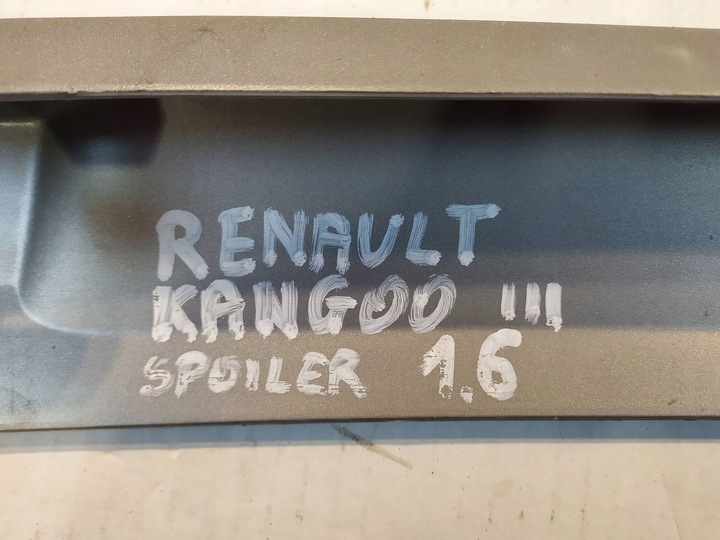 RENAULT
KANGOO III
SPOILER 1.6